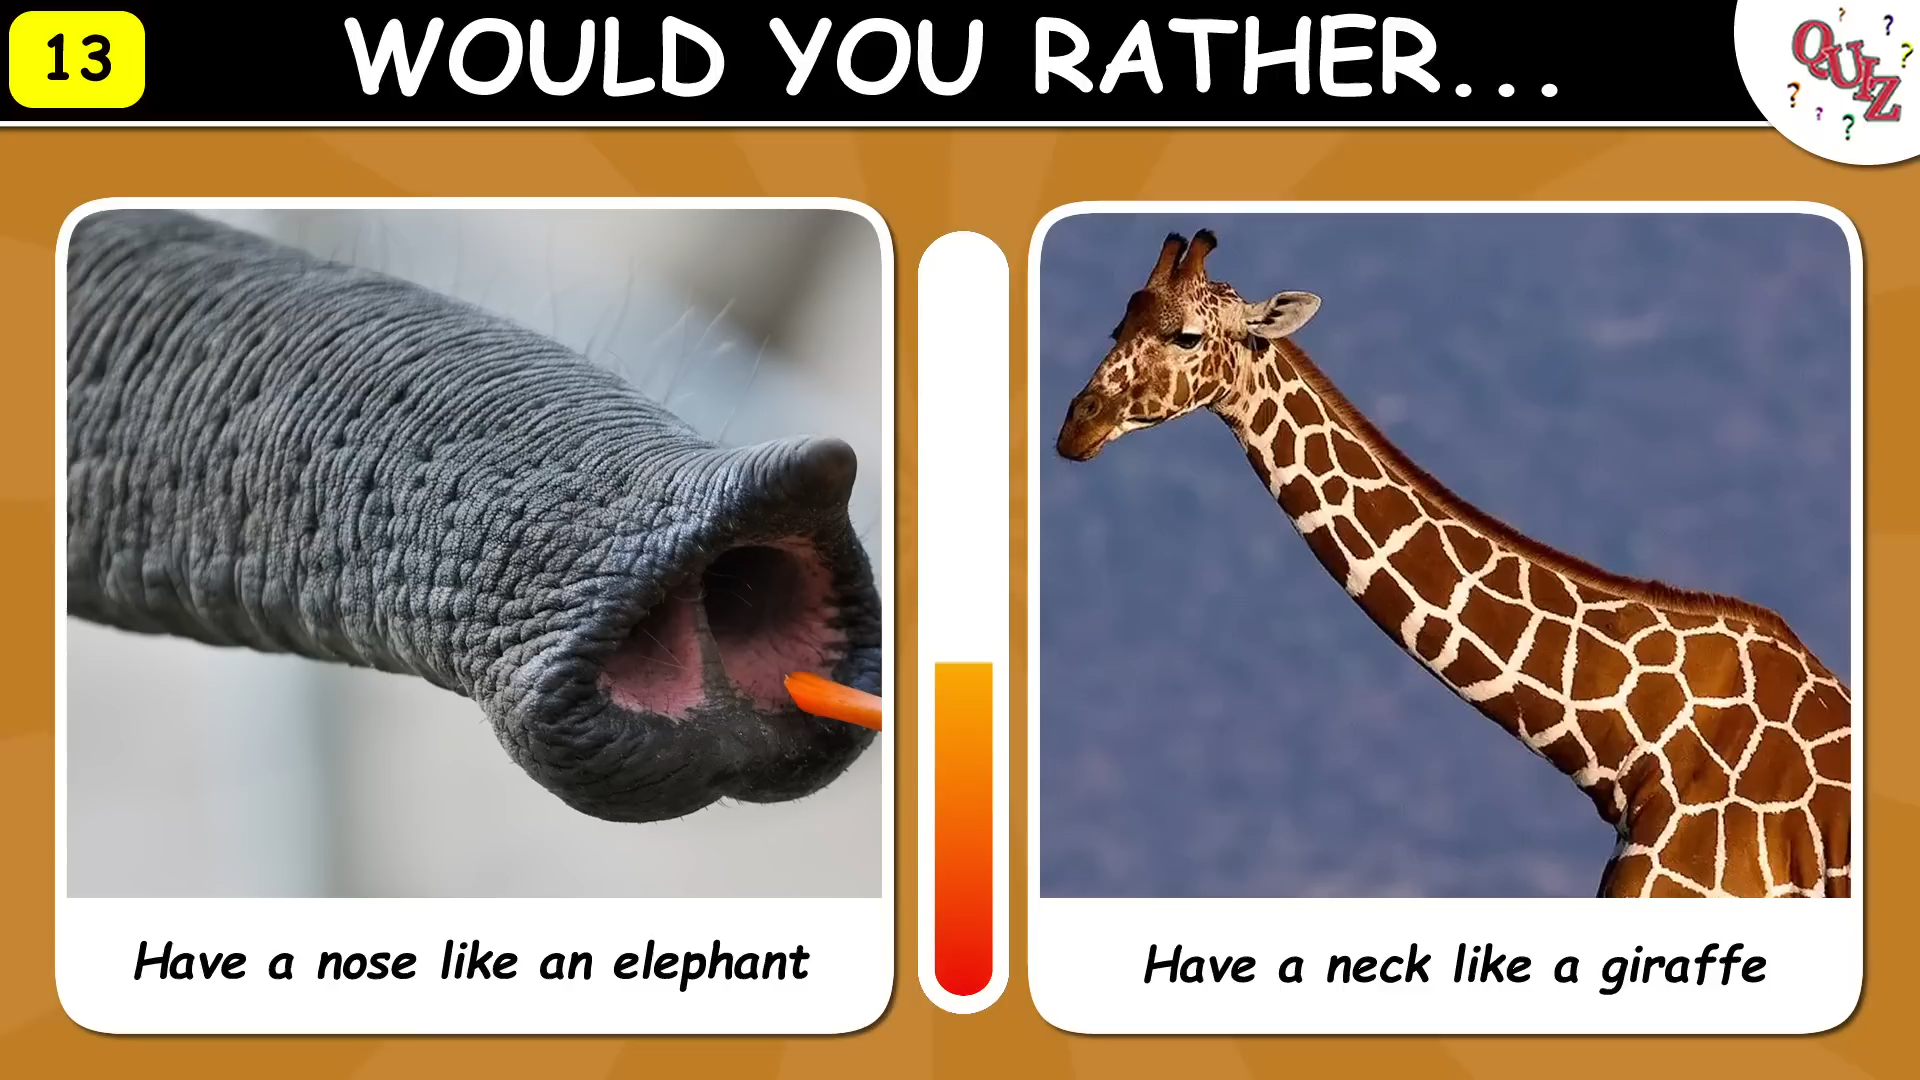 13
WOULD YOU RATHER...
QUIZ
? ? ? ? ? ?
Have a nose like an elephant
Have a neck like a giraffe